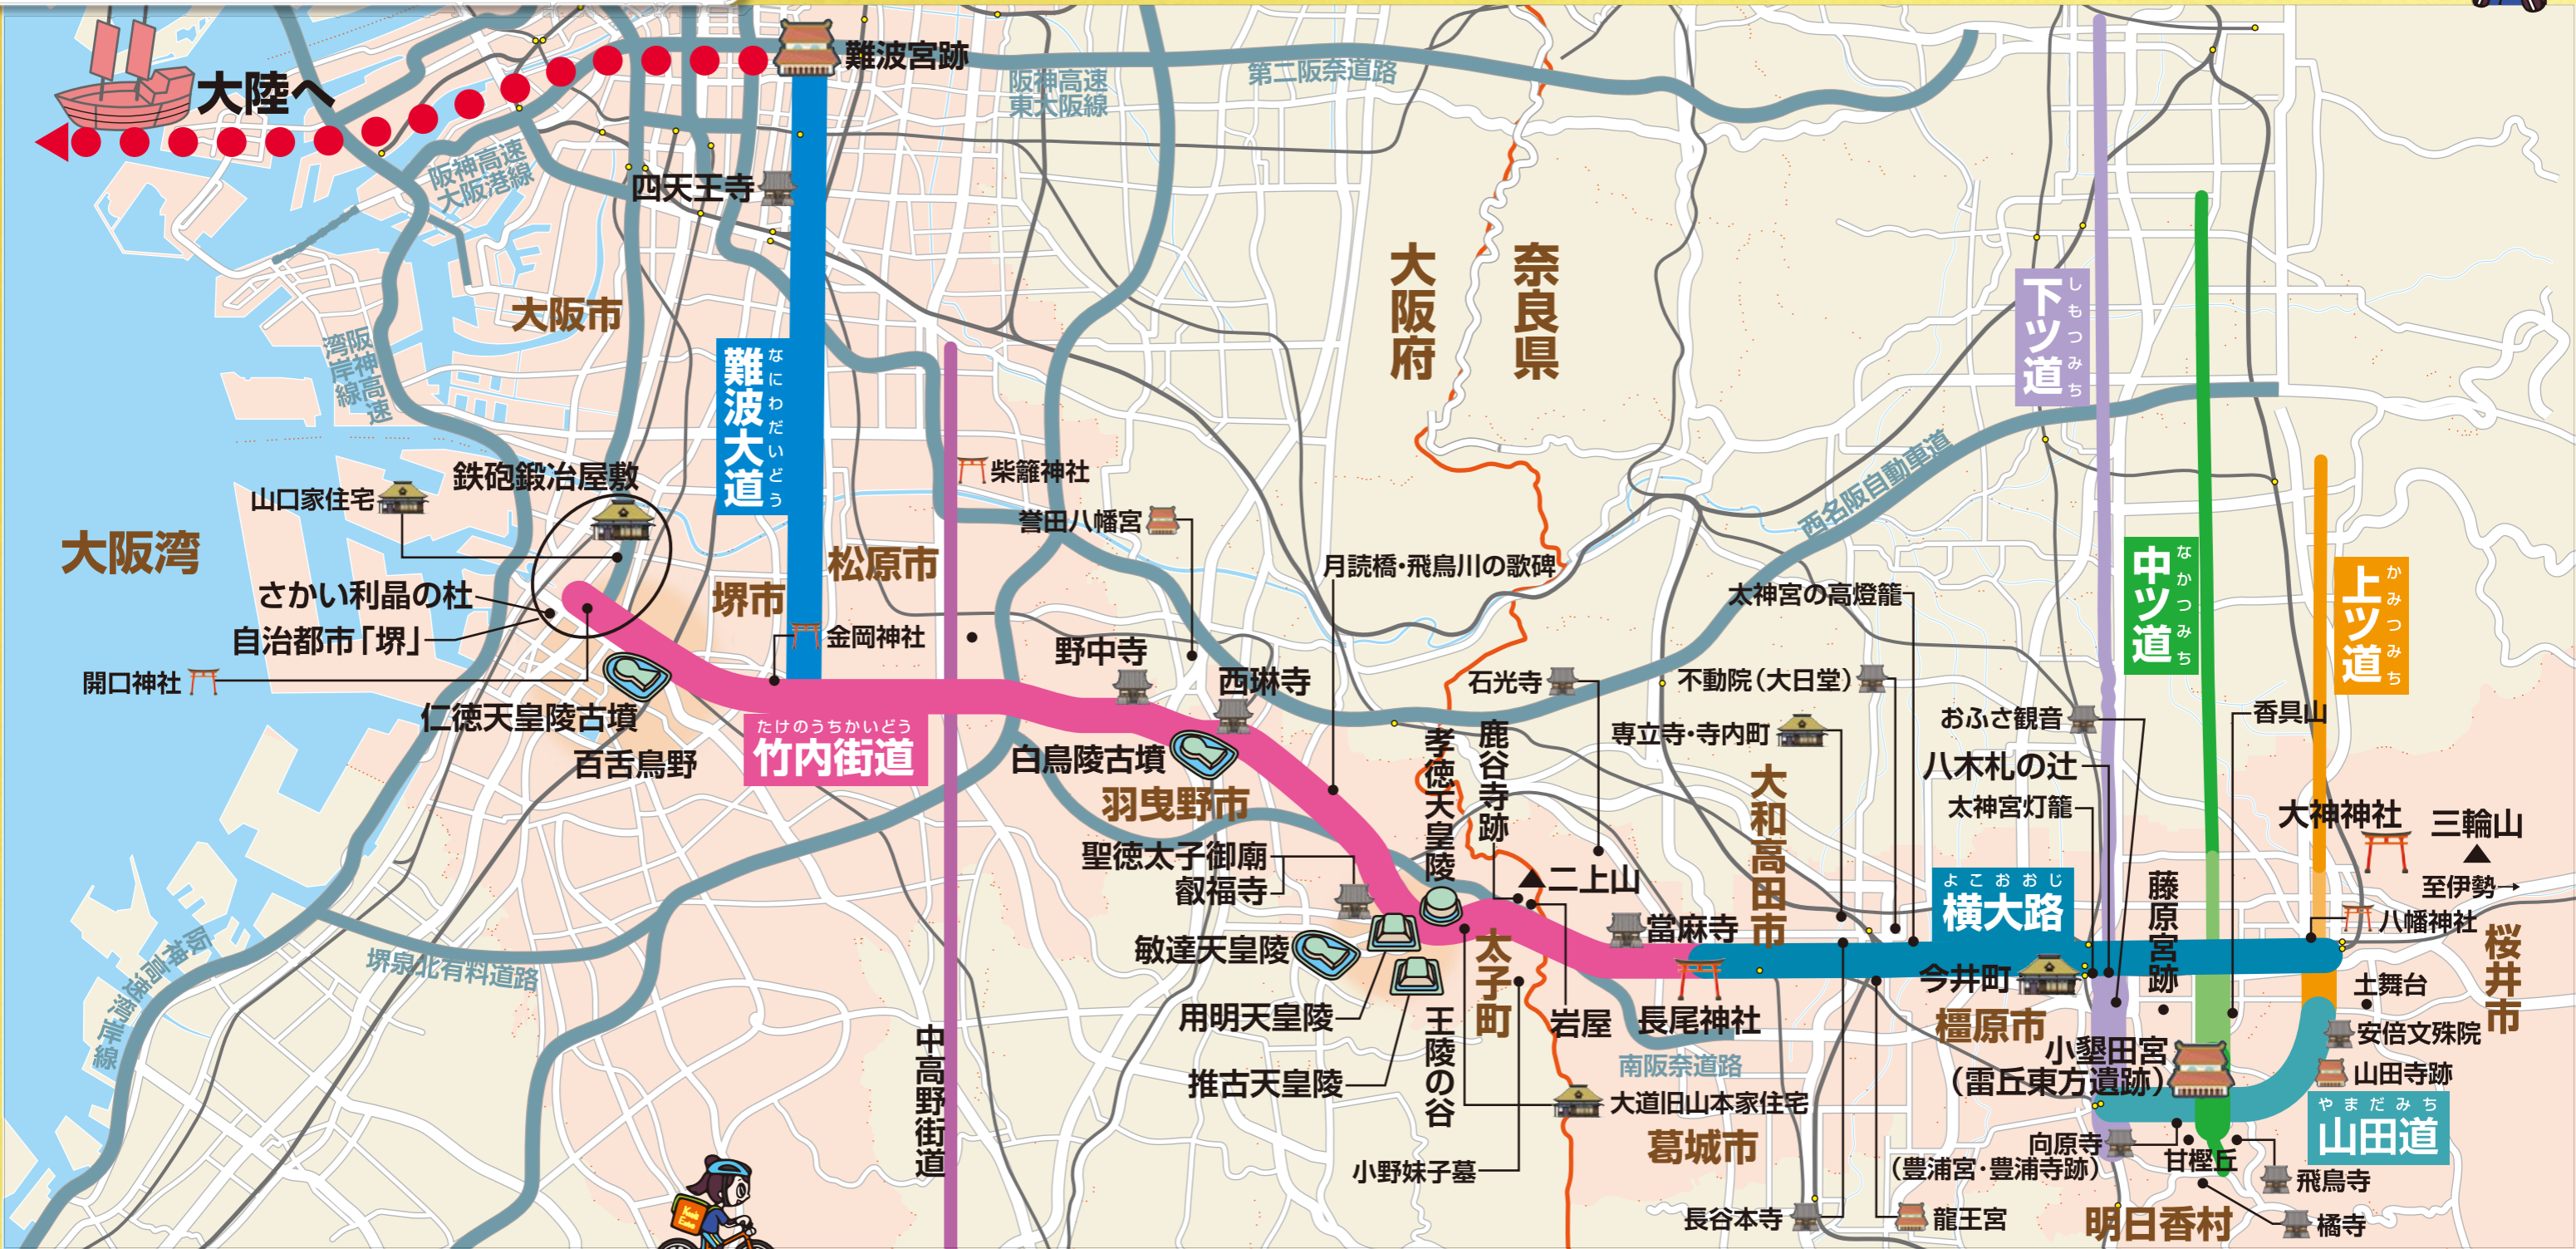 大陸へ
難波宮跡
阪神高速
東大阪線
第二阪奈道路
阪神高速
大阪港線
四天王寺
大阪市
大阪府
奈良県
阪神高速
湾岸線
難波大道
なにわだいどう
下ツ道
しもつみち
中ツ道
なかつみち
上ツ道
かみつみち
西名阪自動車道
鉄砲鍛冶屋敷
山口家住宅
柴籬神社
誉田八幡宮
大阪湾
松原市
堺市
月読橋・飛鳥川の歌碑
太神宮の高燈籠
さかい利晶の杜
自治都市「堺」
開口神社
金岡神社
野中寺
西琳寺
石光寺
不動院（大日堂）
仁徳天皇陵古墳
百舌鳥野
たけのうちかいどう
竹内街道
白鳥陵古墳
羽曳野市
孝徳天皇陵
鹿谷寺跡
専立寺・寺内町
おふさ観音
香具山
八木札の辻
太神宮灯籠
大和高田市
大神神社
三輪山
至伊勢→
八幡神社
桜井市
聖徳太子御廟
叡福寺
二上山
當麻寺
よこおおじ
横大路
藤原宮跡
敏達天皇陵
太子町
今井町
土舞台
堺泉北有料道路
阪神高速湾岸線
用明天皇陵
王陵の谷
岩屋
長尾神社
橿原市
安倍文殊院
小墾田宮
（雷丘東方遺跡）
山田寺跡
南阪奈道路
推古天皇陵
大道旧山本家住宅
やまだみち
山田道
中高野街道
葛城市
向原寺
（豊浦宮・豊浦寺跡）
甘樫丘
飛鳥寺
小野妹子墓
長谷本寺
龍王宮
明日香村
橘寺